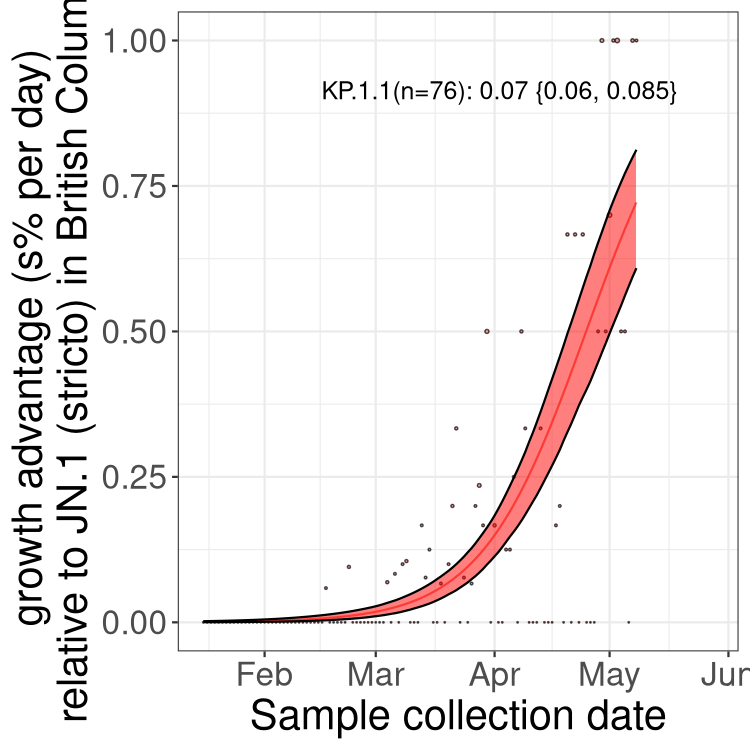 growth advantage (s% per day)
relative to JN.1 (stricto) in British Colum
1.00
0.75
0.50
0.25
0.00
KP.1.1(n=76): 0.07 {0.06, 0.085}
Feb Mar Apr May Jun
Sample collection date